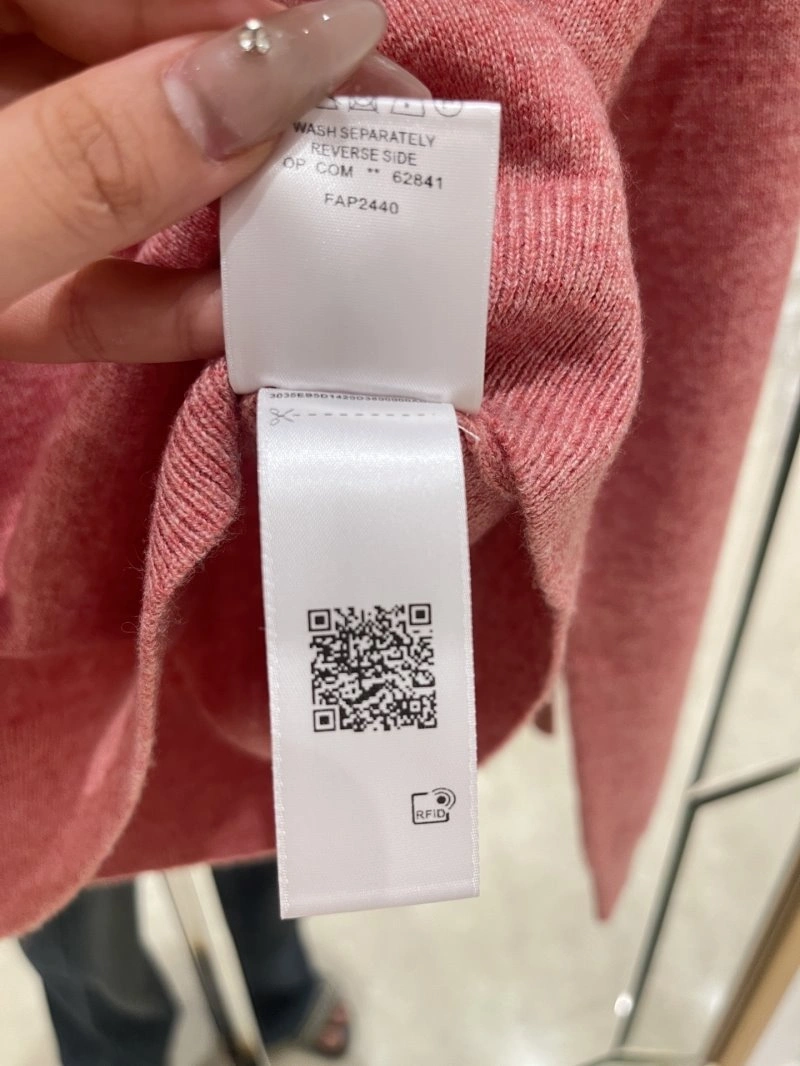 WASH SEPARATELY
REVERSE SIDE
OP COM ** 62841
FAP2440
RFiD